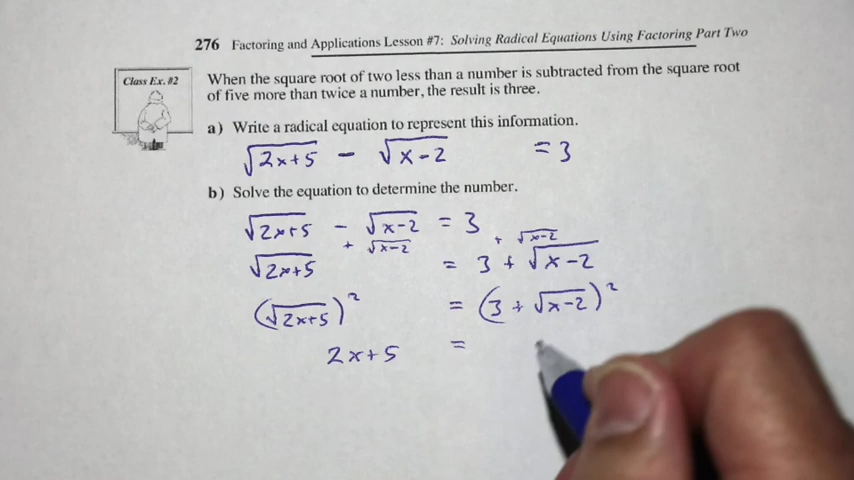 276 Factoring and Applications Lesson #7: Solving Radical Equations Using Factoring Part Two
Class Ex. #2
When the square root of two less than a number is subtracted from the square root
of five more than twice a number, the result is three.
a) Write a radical equation to represent this information.
√(2x+5) - √(x-2) = 3
b) Solve the equation to determine the number.
√(2x+5) - √(x-2) = 3
+ √(x-2) + √(x-2)
√(2x+5) = 3 + √(x-2)
(√(2x+5))² = (3 + √(x-2))²
2x+5 =